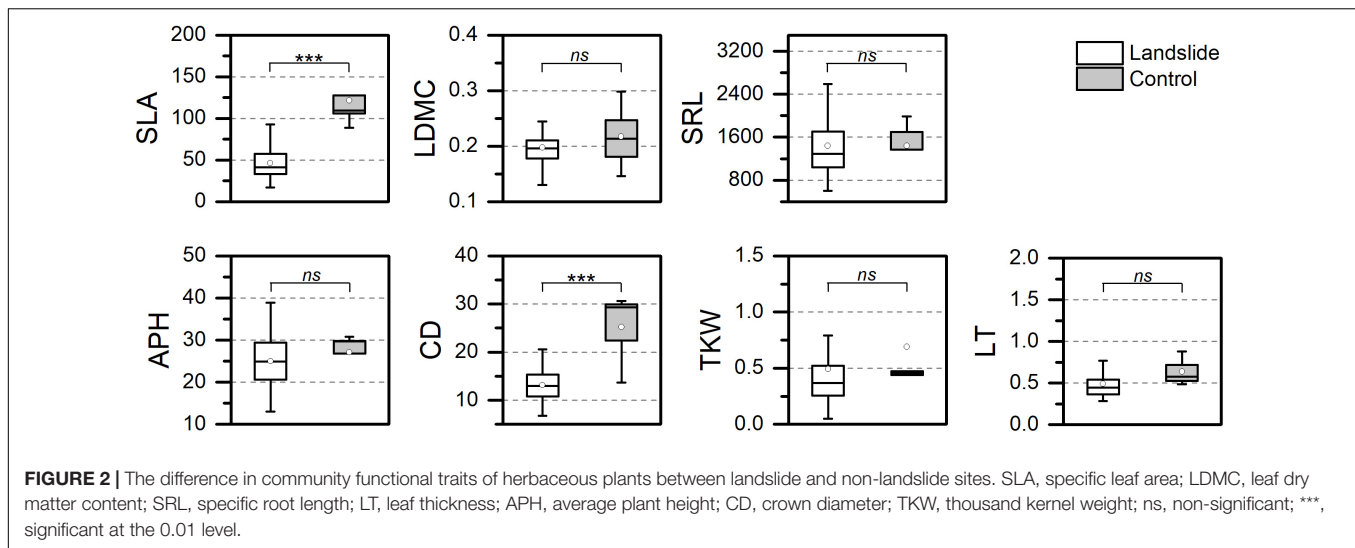 200
150
100
50
0
SLA
***
0.4
0.3
0.2
0.1
LDMC
ns
3200
2400
1600
800
SRL
ns
Landslide
Control
50
40
30
20
10
APH
ns
40
30
20
10
CD
***
1.5
1.0
0.5
0.0
TKW
ns
2.0
1.5
1.0
0.5
0.0
LT
ns
FIGURE 2 | The difference in community functional traits of herbaceous plants between landslide and non-landslide sites. SLA, specific leaf area; LDMC, leaf dry
matter content; SRL, specific root length; LT, leaf thickness; APH, average plant height; CD, crown diameter; TKW, thousand kernel weight; ns, non-significant; ***,
significant at the 0.01 level.